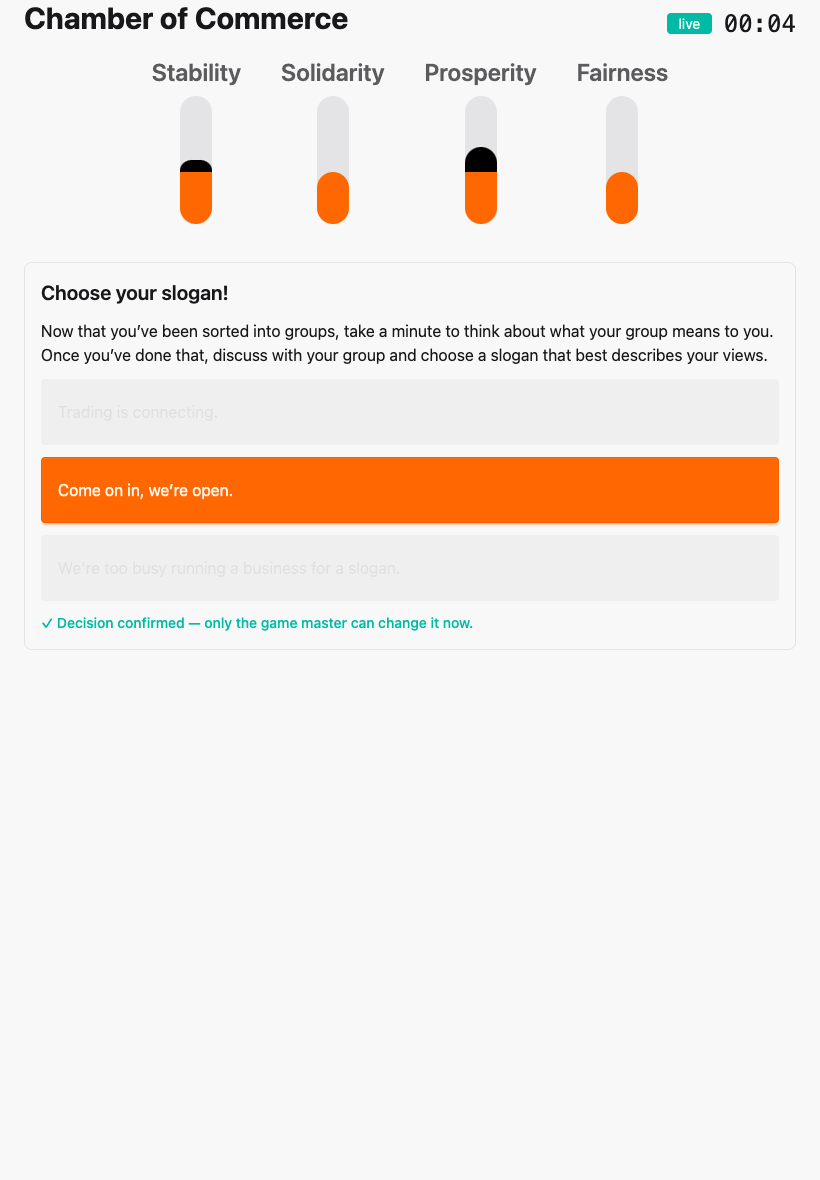 Chamber of Commerce
live 00:04
Stability Solidarity Prosperity Fairness
Choose your slogan!
Now that you’ve been sorted into groups, take a minute to think about what your group means to you.
Once you’ve done that, discuss with your group and choose a slogan that best describes your views.
Trading is connecting.
Come on in, we’re open.
We’re too busy running a business for a slogan.
✓ Decision confirmed — only the game master can change it now.